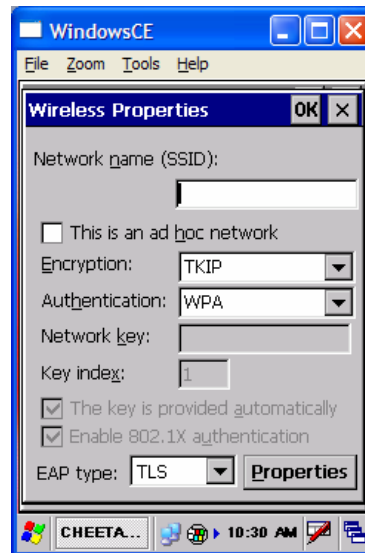 WindowsCE
File Zoom Tools Help
Wireless Properties OK
Network name (SSID):
This is an ad hoc network
Encryption: TKIP
Authentication: WPA
Network key:
Key index: 1
The key is provided automatically
Enable 802.1X authentication
EAP type: TLS Properties
CHEETA... 10:30 AM